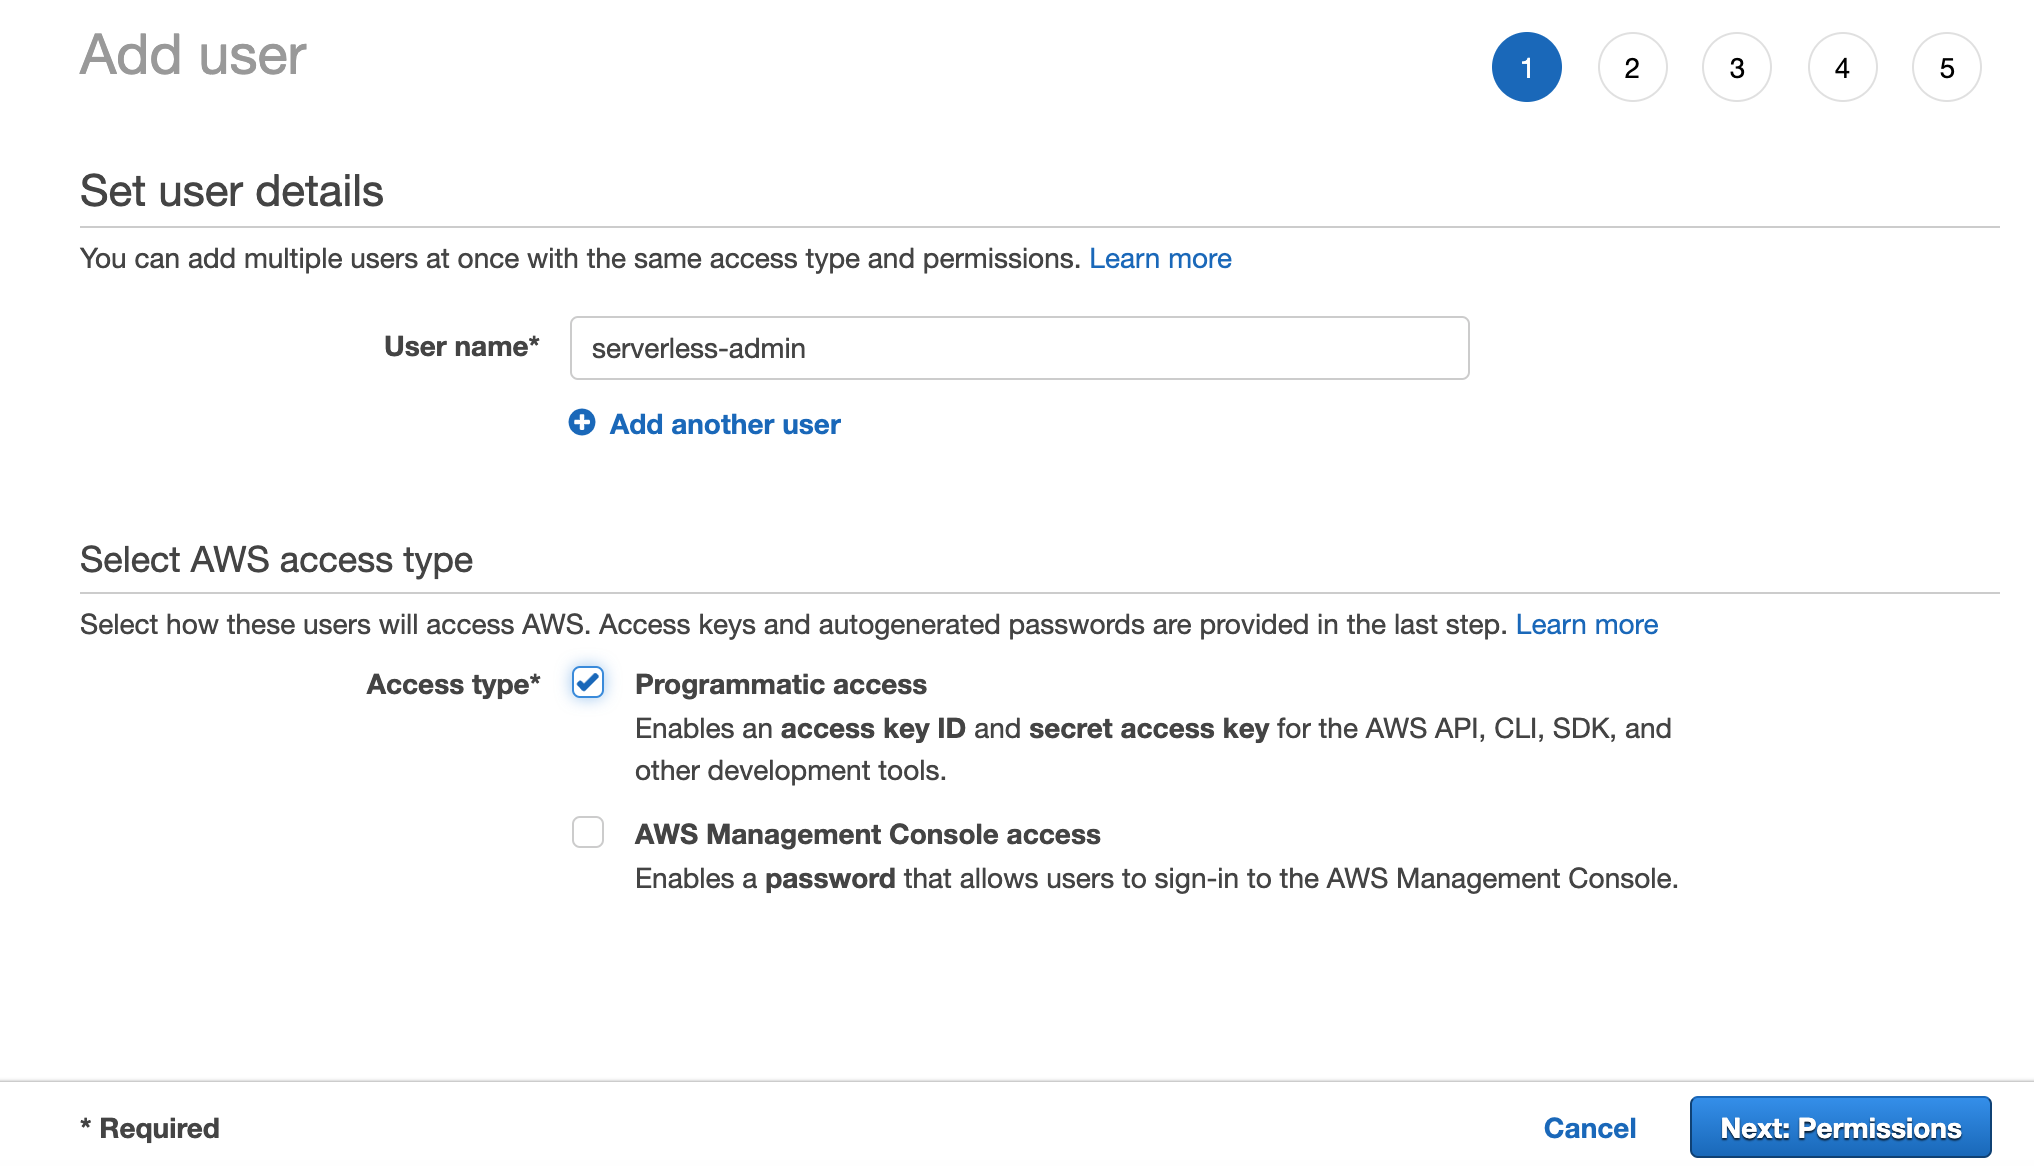 Add user
1 2 3 4 5
Set user details
You can add multiple users at once with the same access type and permissions. Learn more
User name* serverless-admin
Add another user
Select AWS access type
Select how these users will access AWS. Access keys and autogenerated passwords are provided in the last step. Learn more
Access type* Programmatic access
Enables an access key ID and secret access key for the AWS API, CLI, SDK, and
other development tools.
AWS Management Console access
Enables a password that allows users to sign-in to the AWS Management Console.
* Required Cancel Next: Permissions